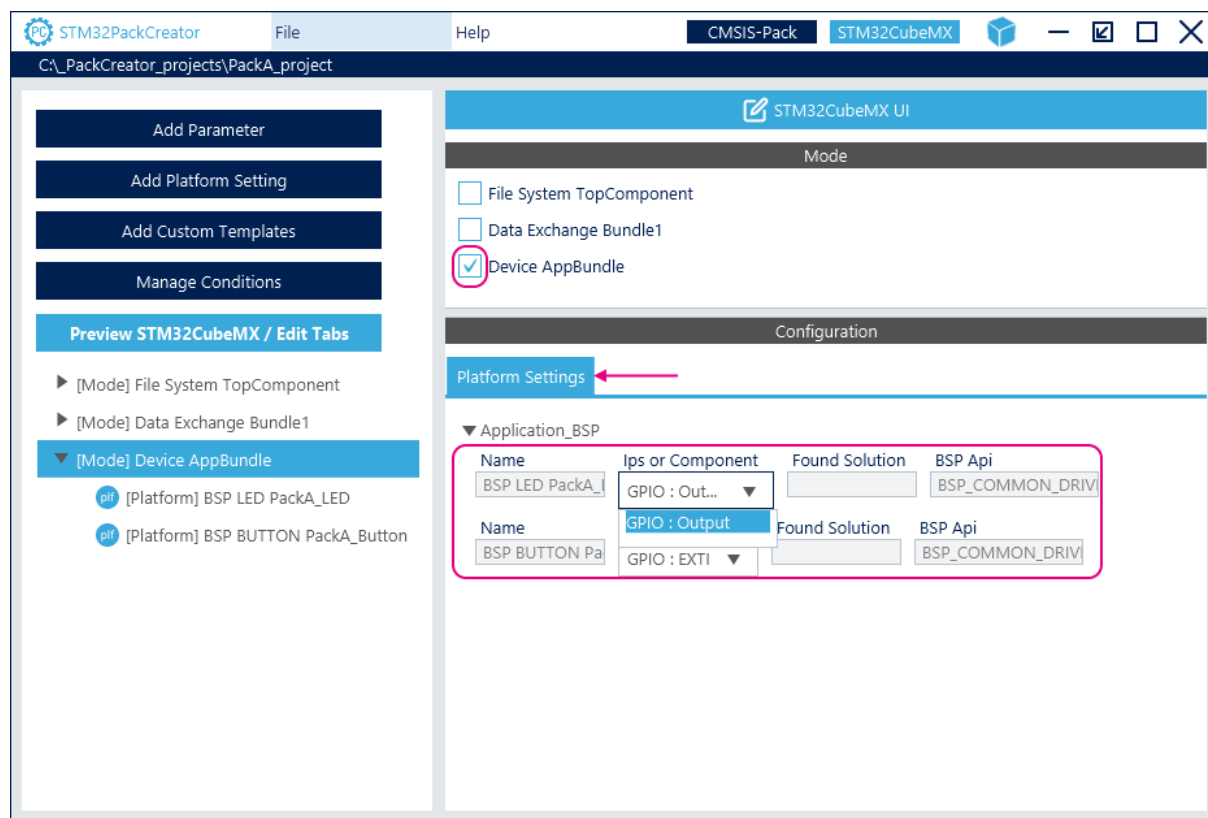 PC STM32PackCreator File Help CMSIS-Pack STM32CubeMX
C:\_PackCreator_projects\PackA_project
Add Parameter
Add Platform Setting
Add Custom Templates
Manage Conditions
Preview STM32CubeMX / Edit Tabs
[Mode] File System TopComponent
[Mode] Data Exchange Bundle1
[Mode] Device AppBundle
plf [Platform] BSP LED PackA_LED
plf [Platform] BSP BUTTON PackA_Button
STM32CubeMX UI
Mode
File System TopComponent
Data Exchange Bundle1
Device AppBundle
Configuration
Platform Settings
Application_BSP
Name Ips or Component Found Solution BSP Api
BSP LED PackA_ GPIO : Out... BSP_COMMON_DRIV
GPIO : Output
Name Found Solution BSP Api
BSP BUTTON Pa GPIO : EXTI BSP_COMMON_DRIV